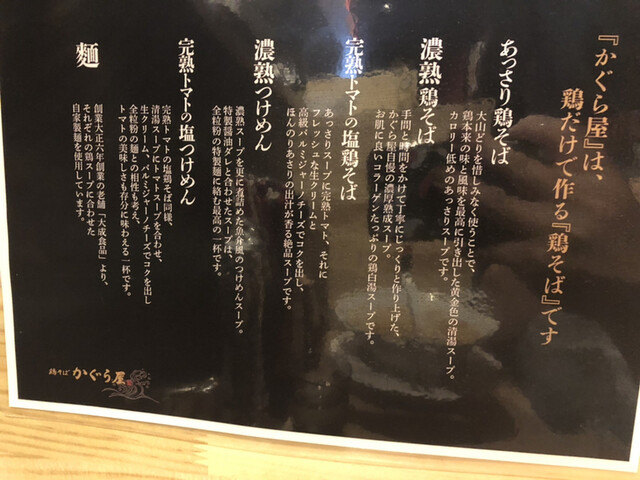 『かぐら屋』は、
鶏だけで作る『鶏そば』です
あっさり鶏そば
大山どりを惜しみなく使うことで、
鶏本来の味と風味を最高に引き出した黄金色の清湯スープ。
カロリー低めのあっさりスープです。
濃熟鶏そば
手間と時間をかけて丁寧にじっくりと作り上げた、
かぐら屋自慢の濃厚熟成スープ。
お肌に良いコラーゲンたっぷりの鶏白湯スープです。
完熟トマトの塩鶏そば
あっさりスープに完熟トマト、それに
フレッシュな生クリームと
高級パルミジャーノチーズでコクを出し、
ほんのりあさりの出汁が香る絶品スープです。
濃熟つけめん
濃熟スープを更に煮詰めた魚介風のつけめんスープ。
特製醤油ダレと合わせたスープは、
全粒粉の特製麺に絡む最高の一杯です。
完熟トマトの塩つけめん
完熟トマトの塩鶏そば同様、
清湯スープにトマトスープを合わせ、
生クリーム、パルミジャーノチーズでコクを出し
全粒粉の麺との相性も考え、
トマトの美味しさも存分に味わえる一杯です。
麺
創業大正六年創業の老舗「大成食品」より、
それぞれの鶏スープに合わせた
自家製麺を使用しています。
鶏そば かぐら屋